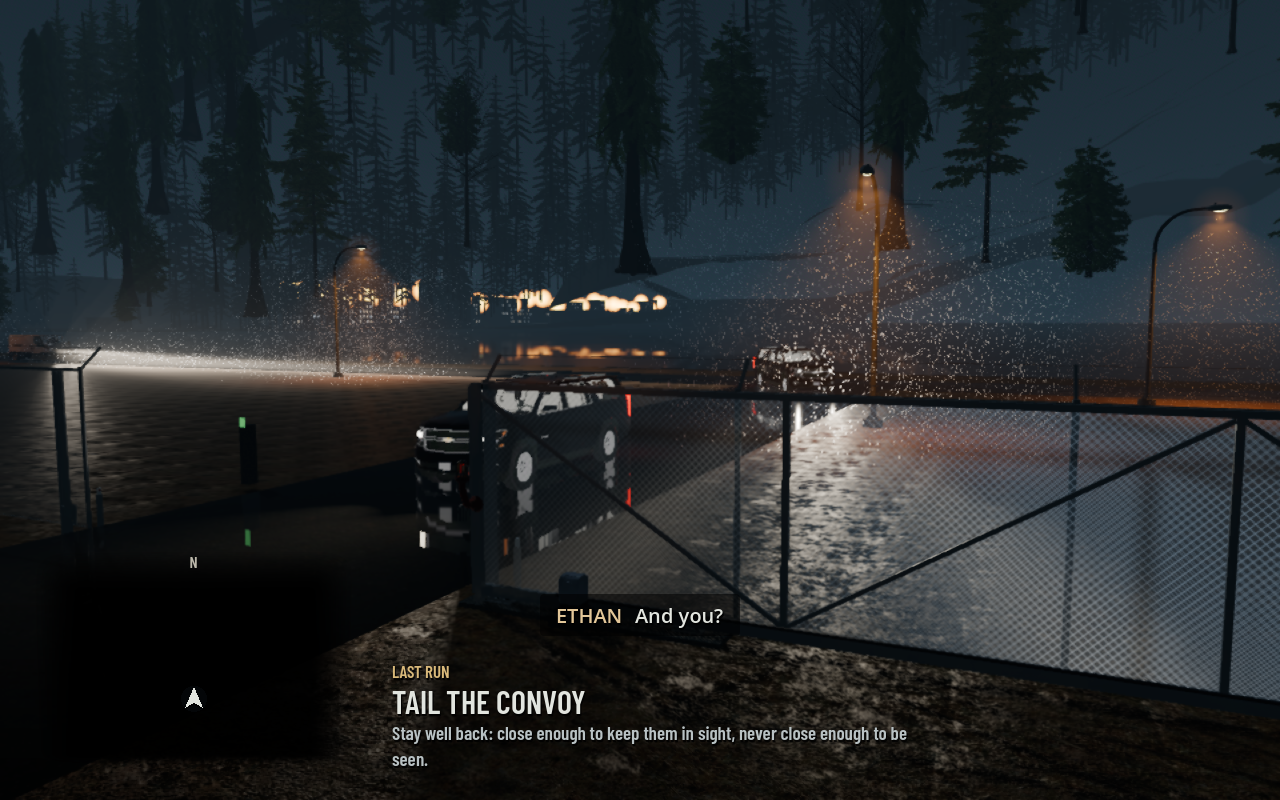 N
ETHAN And you?
LAST RUN
TAIL THE CONVOY
Stay well back: close enough to keep them in sight, never close enough to be
seen.